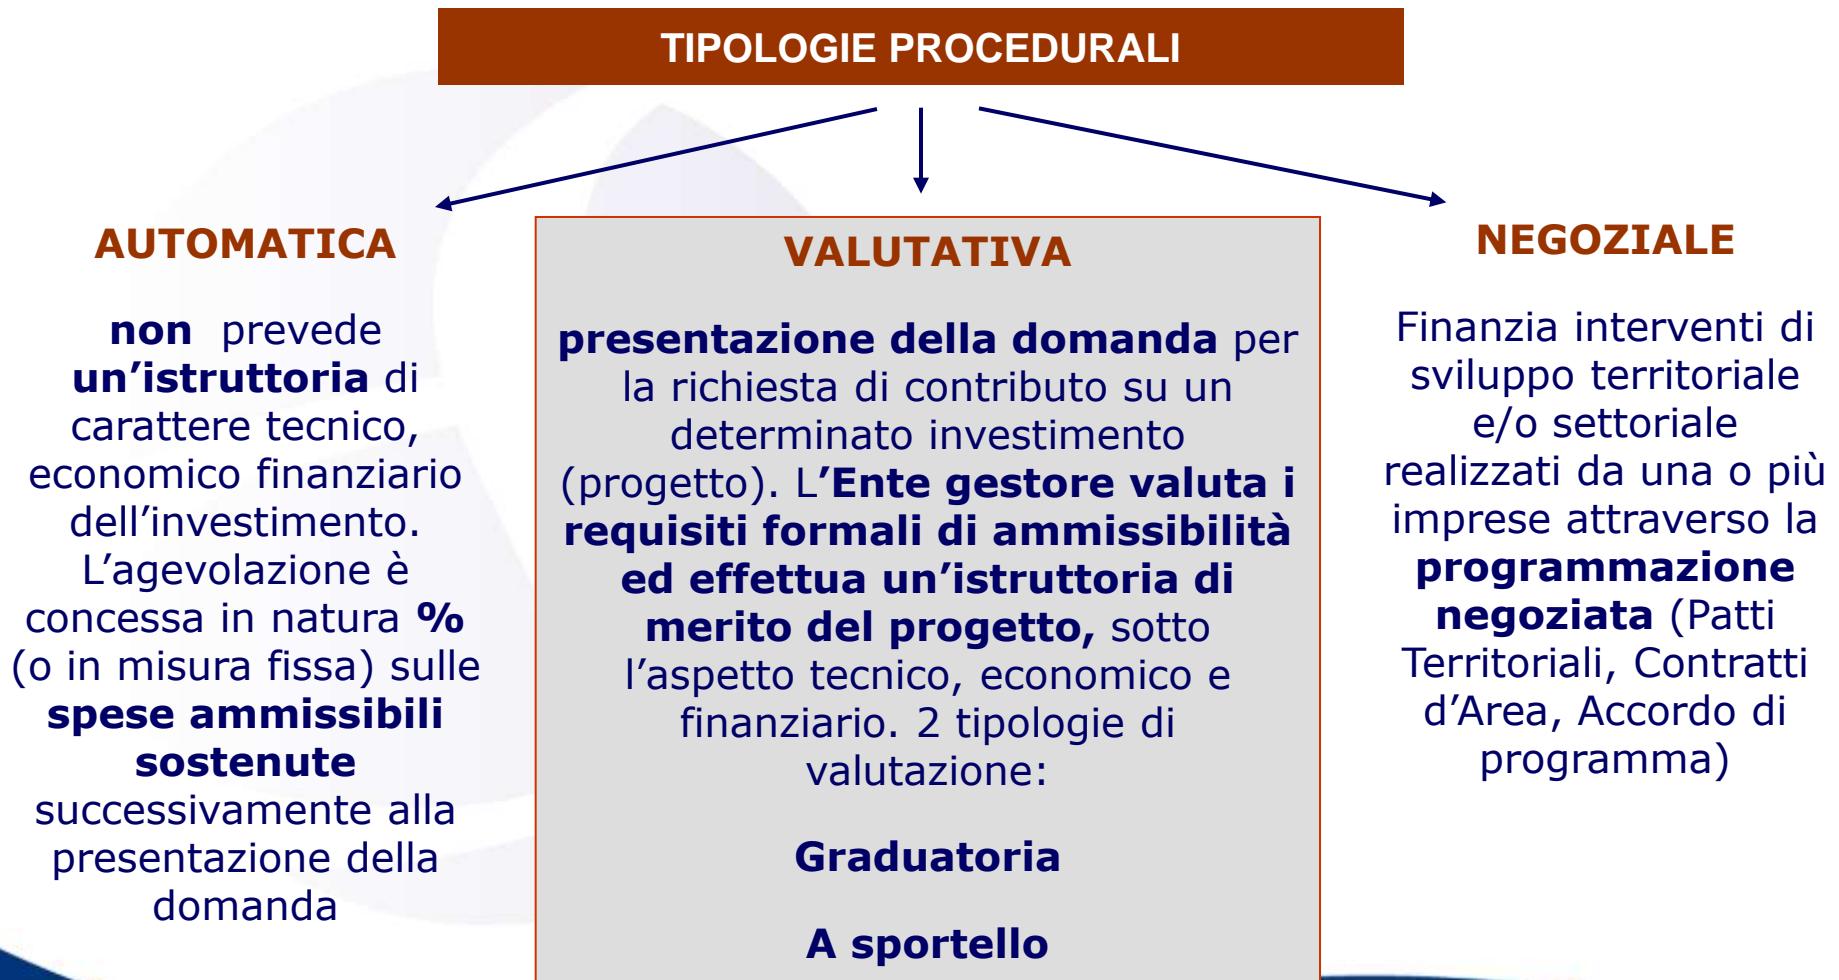 TIPOLOGIE PROCEDURALI
AUTOMATICA
non prevede
un’istruttoria di
carattere tecnico,
economico finanziario
dell’investimento.
L’agevolazione è
concessa in natura %
(o in misura fissa) sulle
spese ammissibili
sostenute
successivamente alla
presentazione della
domanda
VALUTATIVA
presentazione della domanda per
la richiesta di contributo su un
determinato investimento
(progetto). L’Ente gestore valuta i
requisiti formali di ammissibilità
ed effettua un’istruttoria di
merito del progetto, sotto
l’aspetto tecnico, economico e
finanziario. 2 tipologie di
valutazione:
Graduatoria
A sportello
NEGOZIALE
Finanzia interventi di
sviluppo territoriale
e/o settoriale
realizzati da una o più
imprese attraverso la
programmazione
negoziata (Patti
Territoriali, Contratti
d’Area, Accordo di
programma)